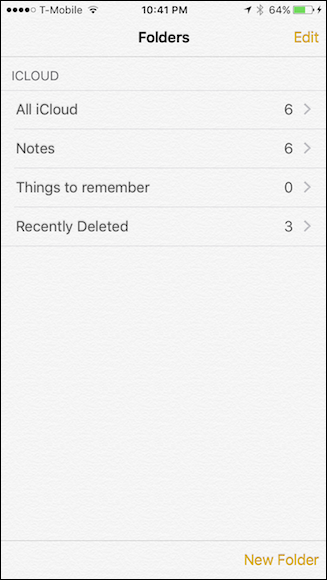 T-Mobile 10:41 PM 64%
Folders Edit
ICLOUD
All iCloud 6
Notes 6
Things to remember 0
Recently Deleted 3
New Folder